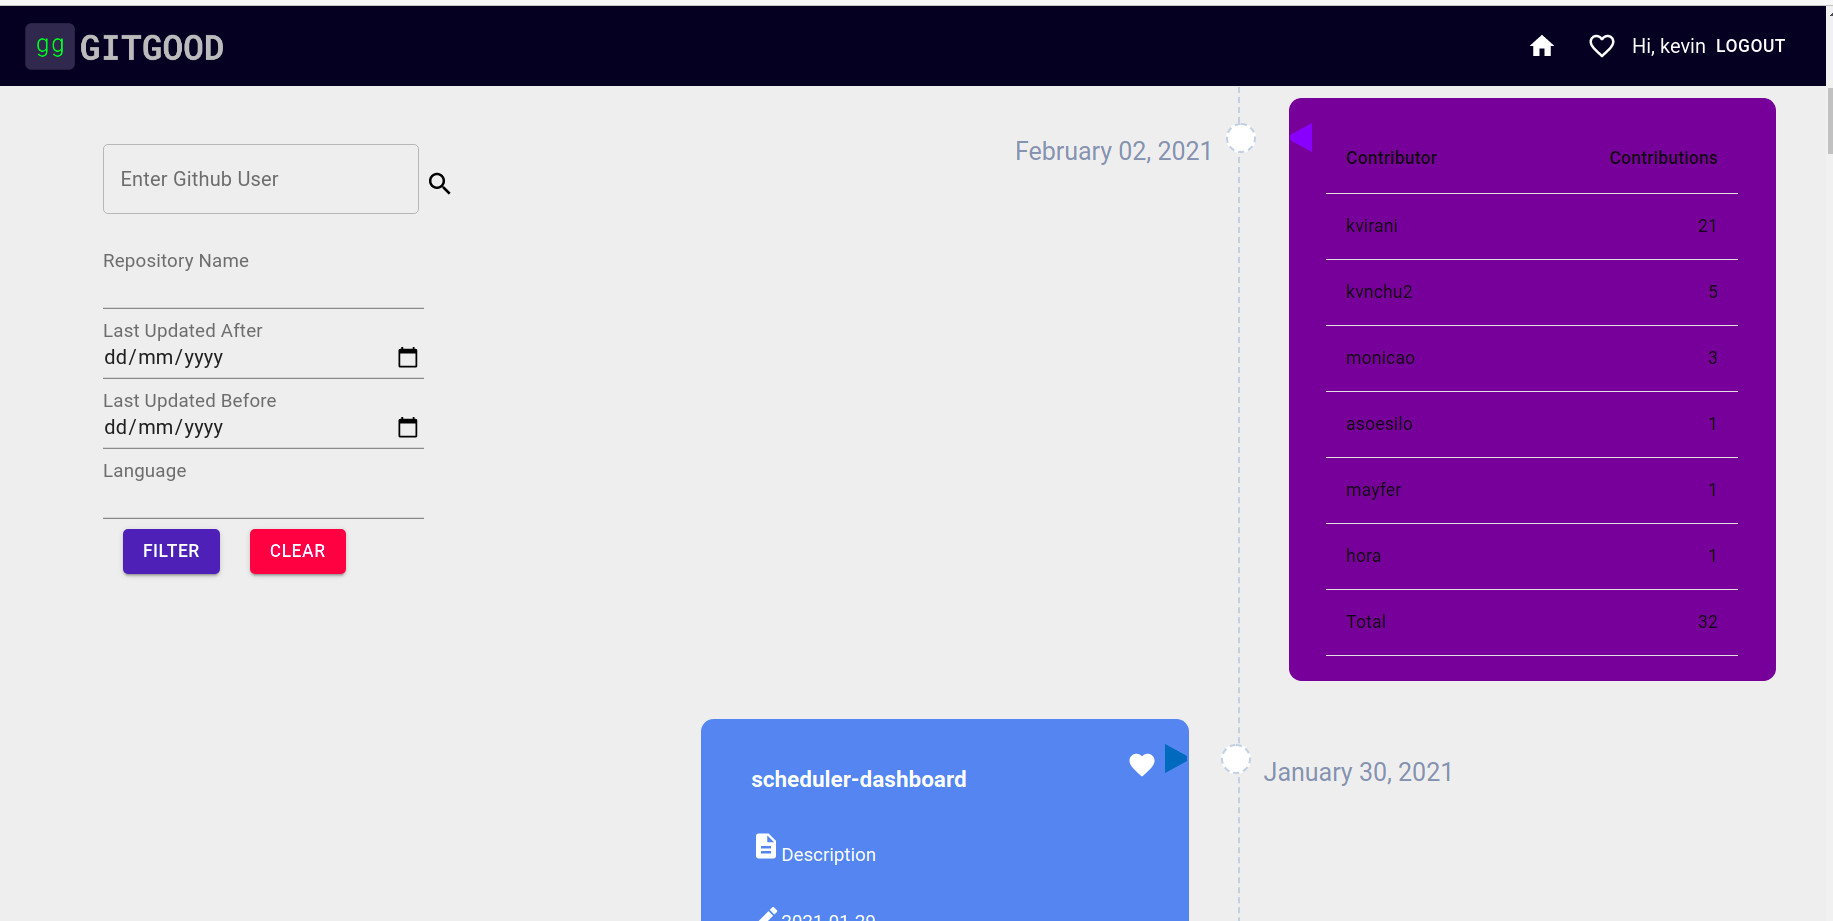 gg GITGOOD
Hi, kevin LOGOUT
Enter Github User
Repository Name
Last Updated After
dd/mm/yyyy
Last Updated Before
dd/mm/yyyy
Language
FILTER CLEAR
February 02, 2021
Contributor Contributions
kvirani 21
kvnchu2 5
monicao 3
asoesilo 1
mayfer 1
hora 1
Total 32
scheduler-dashboard
January 30, 2021
Description